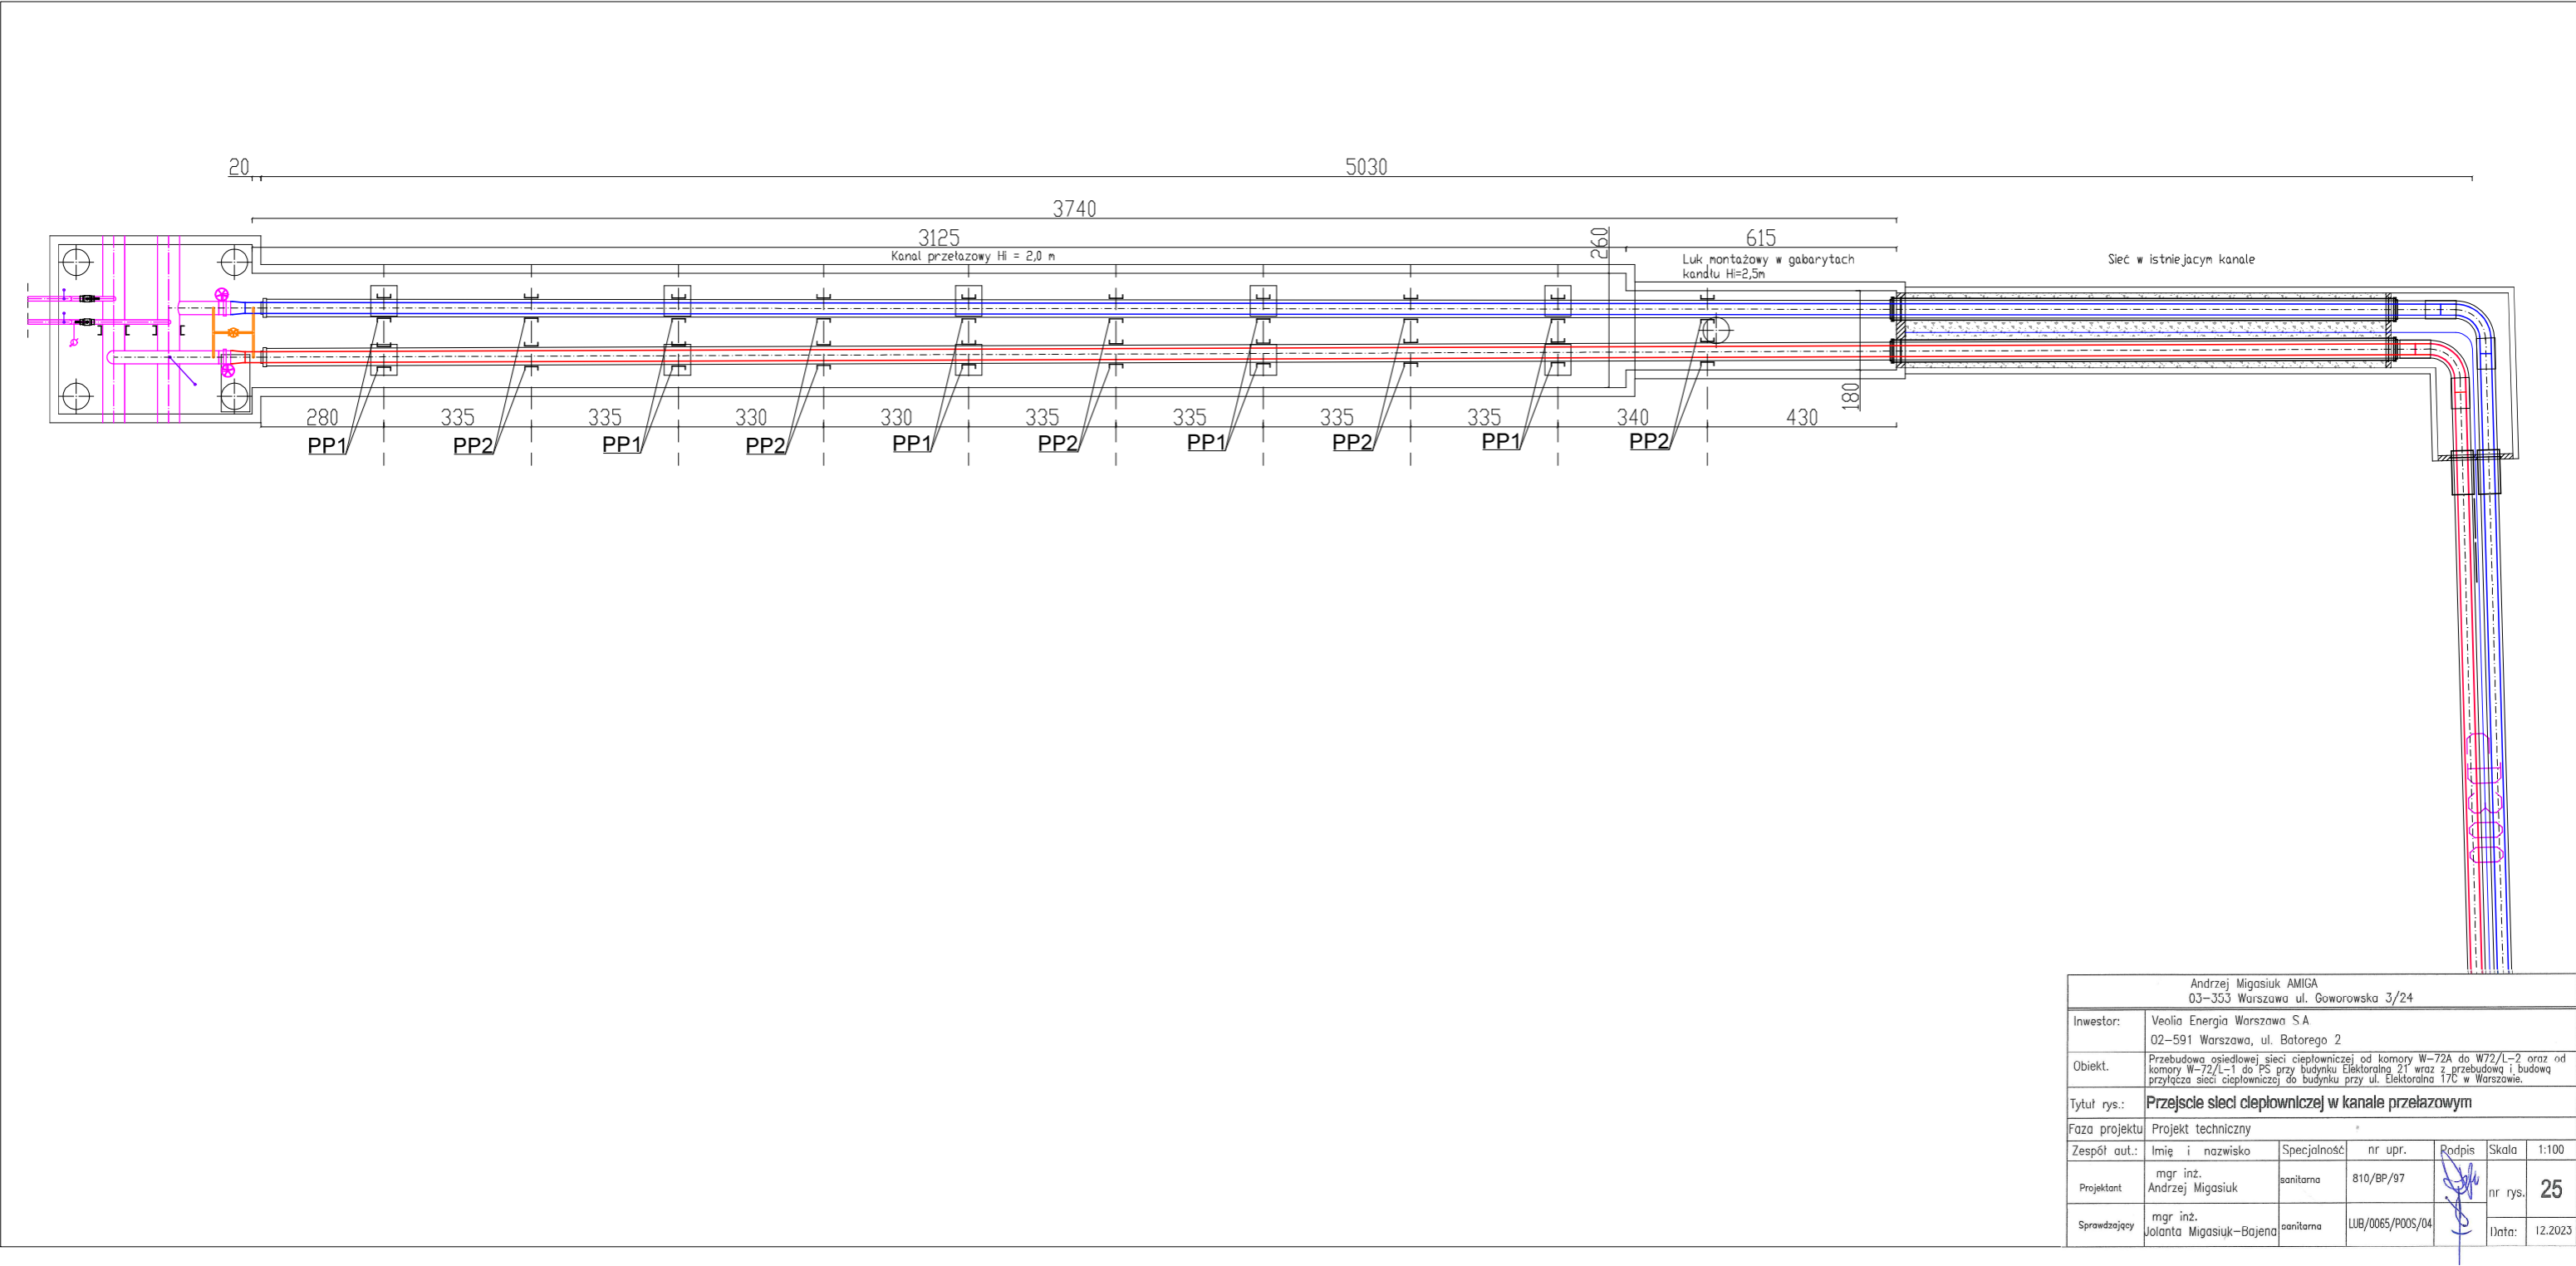 20
5030
3740
3125
260
615
Kanal przełazowy Hi = 2,0 m
Luk montażowy w gabarytach
kanału Hi=2,5m
Sieć w istniejacym kanale
180
280 335 335 330 330 335 335 335 335 340 430
PP1 PP2 PP1 PP2 PP1 PP2 PP1 PP2 PP1 PP2
Andrzej Migasiuk AMIGA
03-353 Warszawa ul. Goworowska 3/24
Inwestor: Veolia Energia Warszawa S.A
02-591 Warszawa, ul. Batorego 2
Obiekt. Przebudowa osiedlowej sieci ciepłowniczej od komory W-72A do W72/L-2 oraz od
komory W-72/L-1 do PS przy budynku Elektoralna 21 wraz z przebudową i budową
przyłącza sieci ciepłowniczej do budynku przy ul. Elektoralna 17C w Warszawie.
Tytuł rys.: Przejscie sieci ciepłowniczej w kanale przełazowym
Faza projektu Projekt techniczny
Zespół aut.: Imię i nazwisko Specjalność nr upr. Podpis Skala 1:100
Projektant mgr inż. Andrzej Migasiuk sanitarna 810/BP/97 nr rys. 25
Sprawdzający mgr inż. Jolanta Migasiuk-Bajena sanitarna LUB/0065/POOS/04 Data: 12.2023